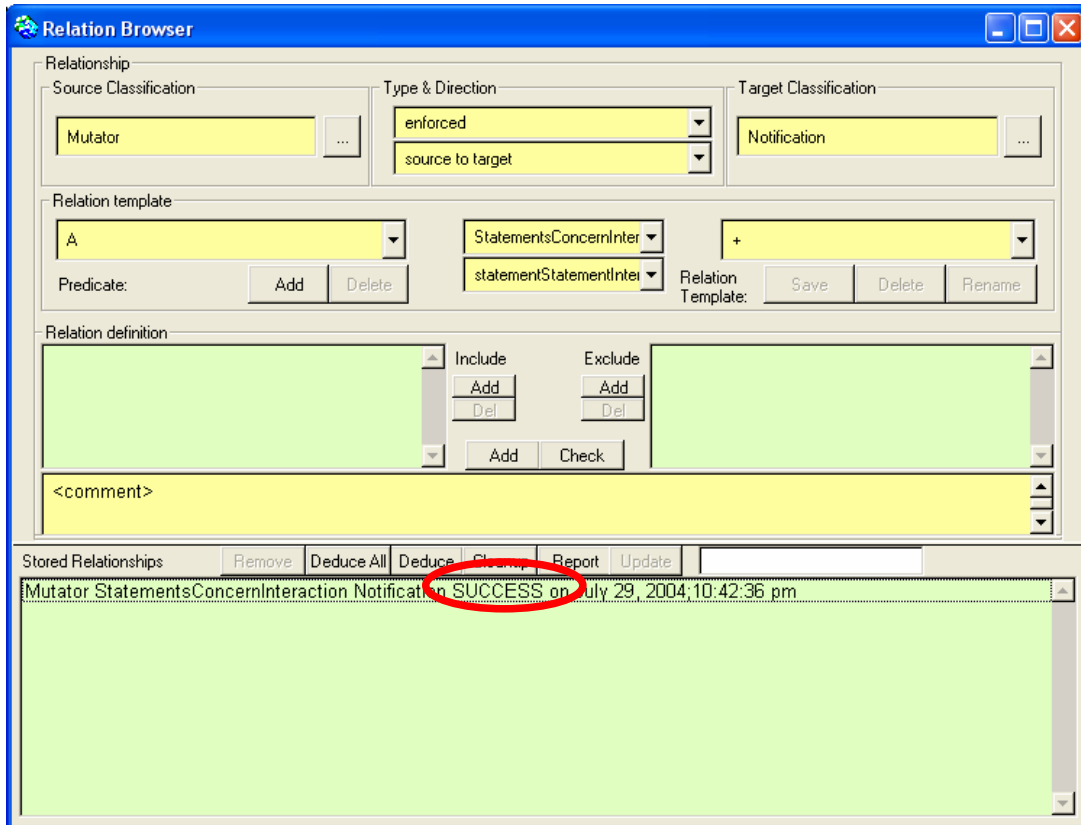 Relation Browser
Relationship
Source Classification
Type & Direction
Target Classification
Mutator
...
enforced
source to target
Notification
...
Relation template
A
StatementsConcernInter
+
statementStatementInter
Predicate:
Add
Delete
Relation
Template:
Save
Delete
Rename
Relation definition
Include
Exclude
Add
Add
Del
Del
Add
Check
<comment>
Stored Relationships
Remove
Deduce All
Deduce
Cleanup
Report
Update
Mutator StatementsConcernInteraction Notification SUCCESS on July 29, 2004;10:42:36 pm